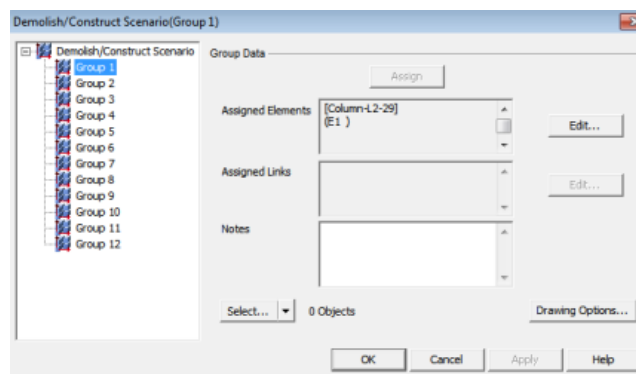 Demolish/Construct Scenario(Group 1)
Demolish/Construct Scenario
Group 1
Group 2
Group 3
Group 4
Group 5
Group 6
Group 7
Group 8
Group 9
Group 10
Group 11
Group 12
Group Data
Assign
Assigned Elements
[Column-L2-29]
(E1 )
Edit...
Assigned Links
Edit...
Notes
Select...
0 Objects
Drawing Options...
OK
Cancel
Apply
Help